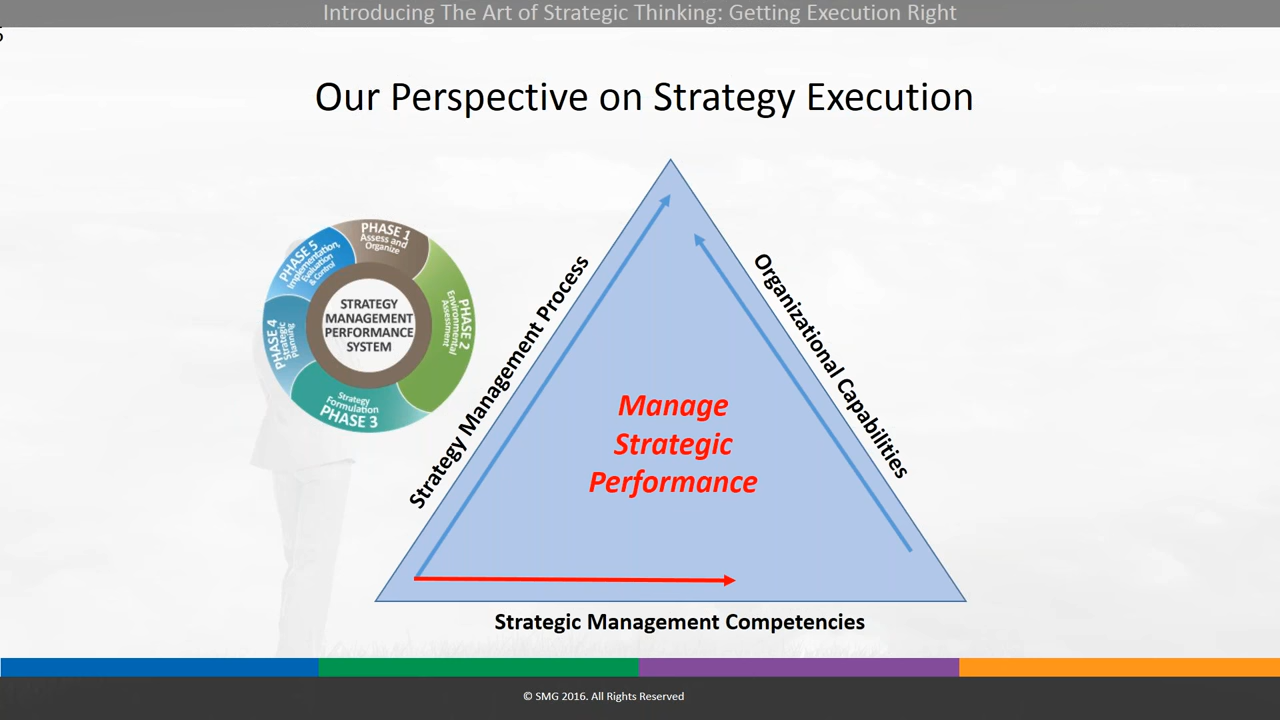 Introducing The Art of Strategic Thinking: Getting Execution Right
Our Perspective on Strategy Execution
PHASE 1
Assess and
Organize
PHASE 2
Environmental
Assessment
Strategy
Formulation
PHASE 3
PHASE 4
Strategic
Planning
PHASE 5
Implementation,
Evaluation
& Control
STRATEGY
MANAGEMENT
PERFORMANCE
SYSTEM
Strategy Management Process
Organizational Capabilities
Manage
Strategic
Performance
Strategic Management Competencies
© SMG 2016. All Rights Reserved